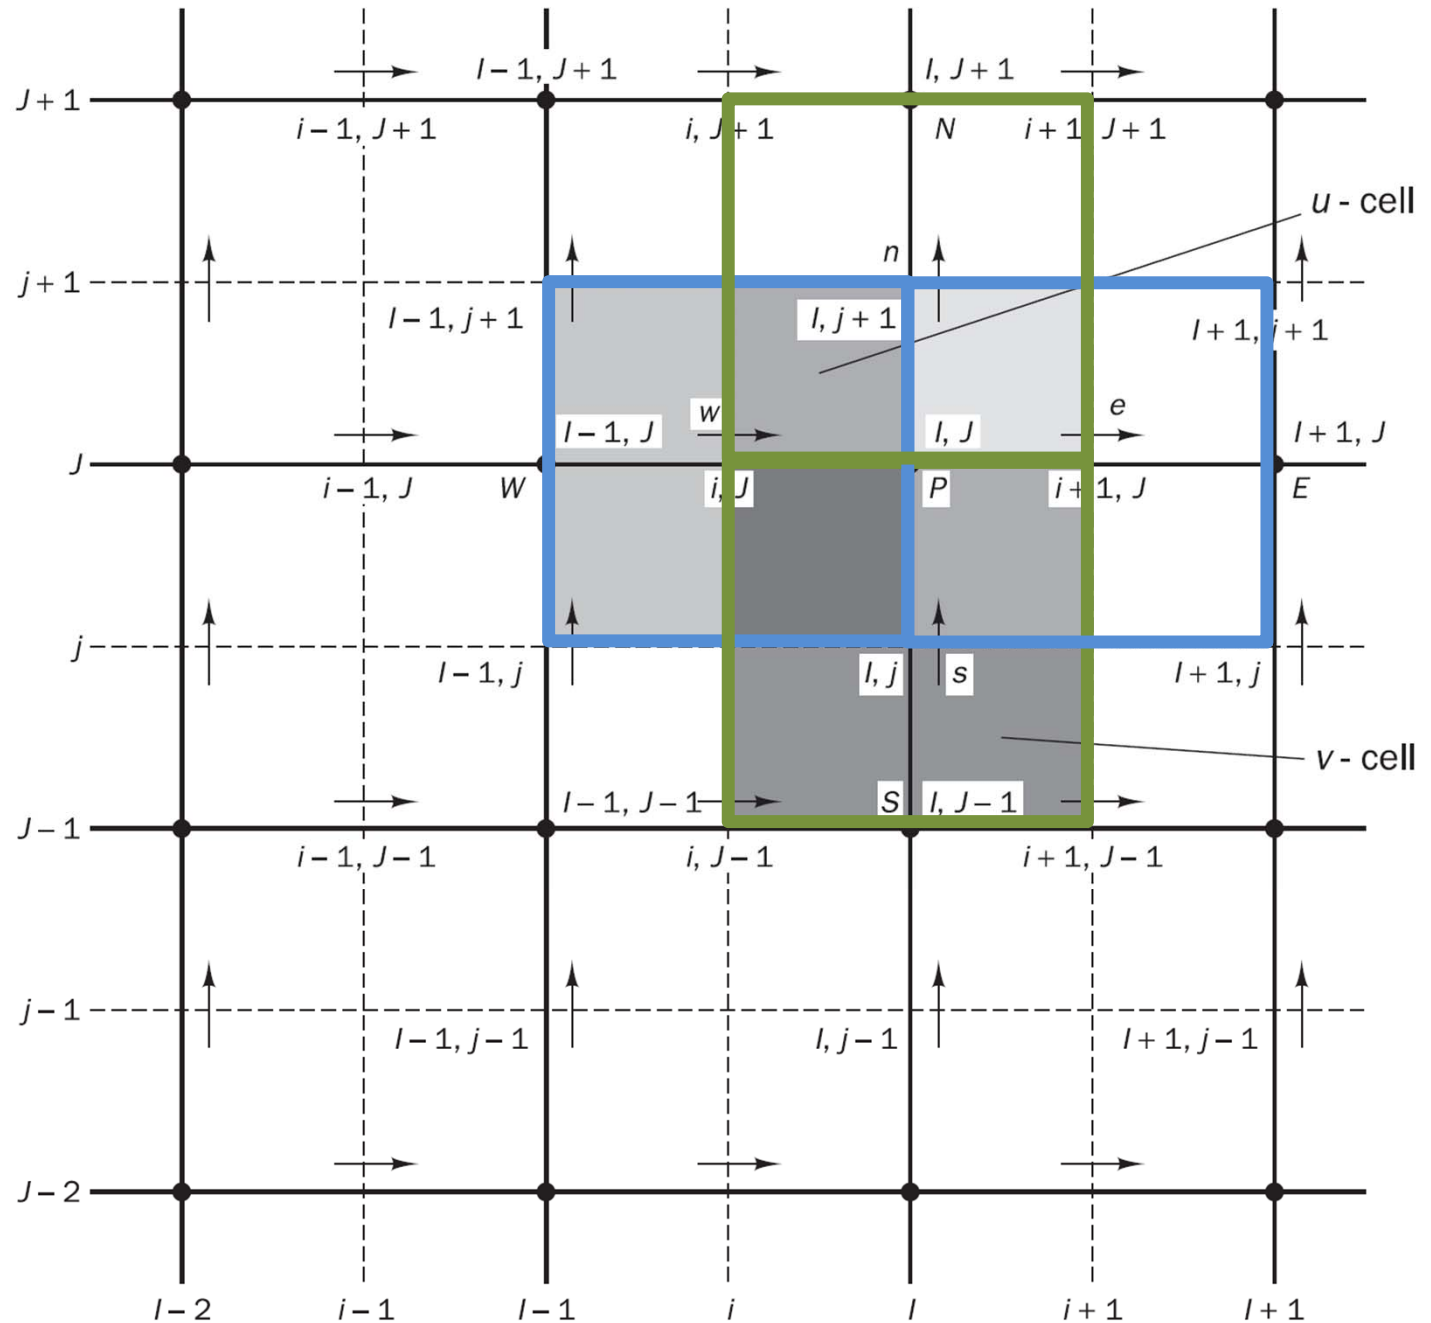 I – 1, J + 1
I, J + 1
J + 1
i – 1, J + 1
i, J + 1
N
i + 1, J + 1
u - cell
n
j + 1
I – 1, j + 1
I, j + 1
I + 1, j + 1
w
e
I – 1, J
I, J
I + 1, J
J
i – 1, J
W
i, J
P
i + 1, J
E
j
I – 1, j
I, j
s
I + 1, j
v - cell
I – 1, J – 1
S
I, J – 1
J – 1
i – 1, J – 1
i, J – 1
i + 1, J – 1
j – 1
I – 1, j – 1
I, j – 1
I + 1, j – 1
J – 2
I – 2
i – 1
I – 1
i
I
i + 1
I + 1